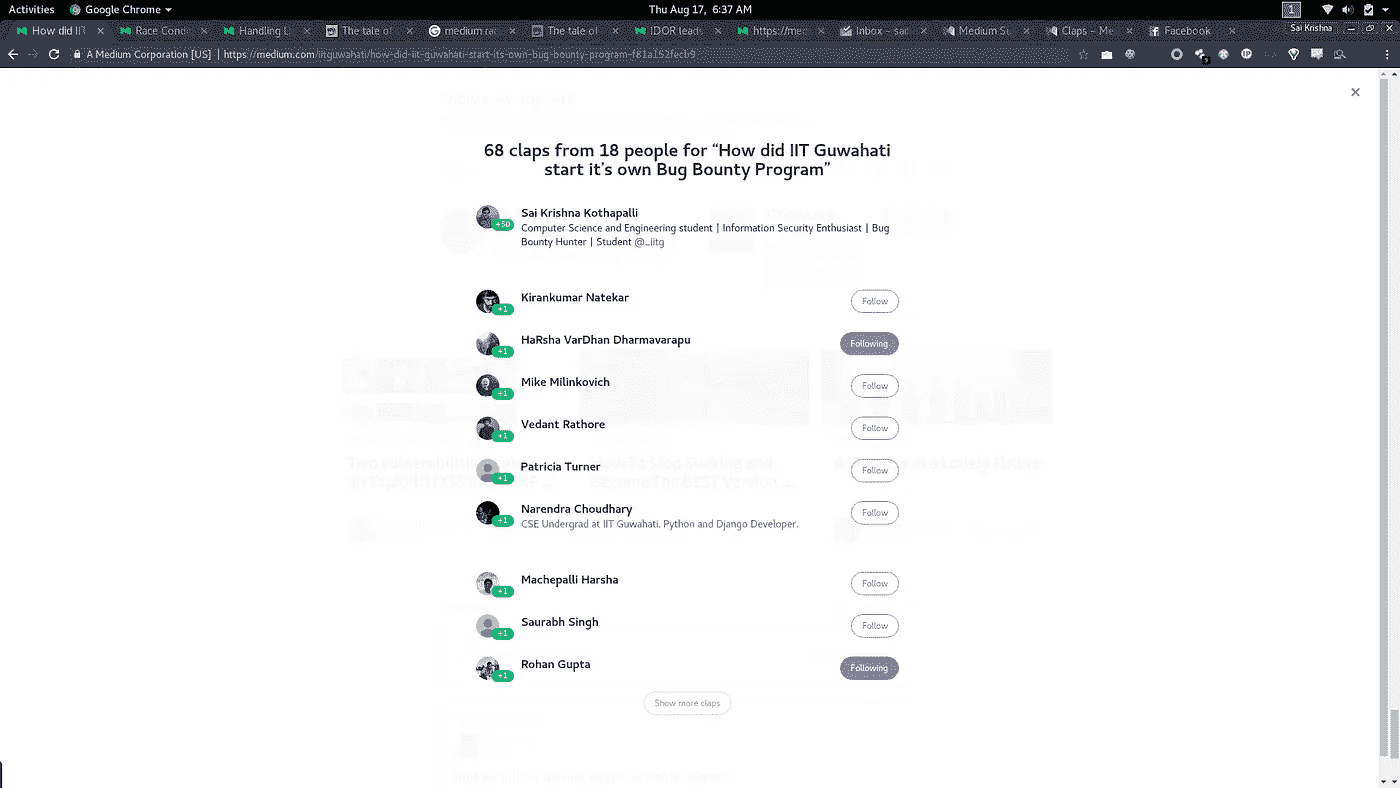 Activities Google Chrome Thu Aug 17, 6:37 AM 1
How did IIT Race Cond Handling L The tale of medium rac The tale of IDOR leads https://med Inbox – sai Medium Su Claps – Me Facebook Sai Krishna
A Medium Corporation [US] | https://medium.com/iitguwahati/how-did-iit-guwahati-start-its-own-bug-bounty-program-f81a152fecb9
68 claps from 18 people for “How did IIT Guwahati
start it’s own Bug Bounty Program”
Sai Krishna Kothapalli
+50
Computer Science and Engineering student | Information Security Enthusiast | Bug
Bounty Hunter | Student @_iitg
Kirankumar Natekar Follow
+1
HaRsha VarDhan Dharmavarapu Following
+1
Mike Milinkovich Follow
+1
Vedant Rathore Follow
+1
Patricia Turner Follow
+1
Narendra Choudhary Follow
+1
CSE Undergrad at IIT Guwahati. Python and Django Developer.
Machepalli Harsha Follow
+1
Saurabh Singh Follow
+1
Rohan Gupta Following
+1
Show more claps